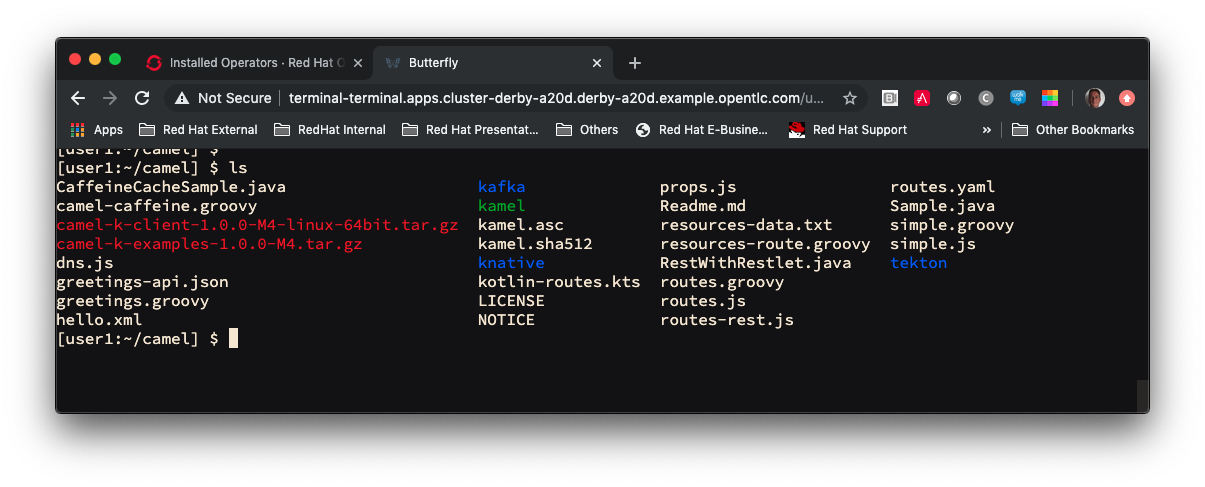 Installed Operators · Red Hat O
Butterfly
Not Secure terminal-terminal.apps.cluster-derby-a20d.derby-a20d.example.opentlc.com/u...
Apps Red Hat External RedHat Internal Red Hat Presentat... Others Red Hat E-Busine... Red Hat Support » Other Bookmarks
[user1:~/camel] $
[user1:~/camel] $ ls
CaffeineCacheSample.java kafka props.js routes.yaml
camel-caffeine.groovy kamel Readme.md Sample.java
camel-k-client-1.0.0-M4-linux-64bit.tar.gz kamel.asc resources-data.txt simple.groovy
camel-k-examples-1.0.0-M4.tar.gz kamel.sha512 resources-route.groovy simple.js
dns.js knative RestWithRestlet.java tekton
greetings-api.json kotlin-routes.kts routes.groovy
greetings.groovy LICENSE routes.js
hello.xml NOTICE routes-rest.js
[user1:~/camel] $